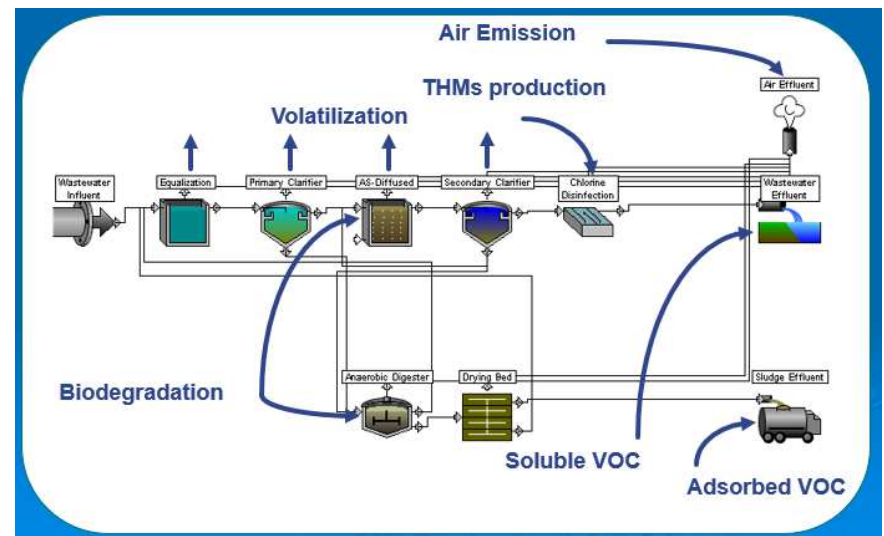 Air Emission
Air Effluent
THMs production
Volatilization
Wastewater
Influent
Equalization
Primary Clarifier
AS-Diffused
Secondary Clarifier
Chlorine
Disinfection
Wastewater
Effluent
Biodegradation
Anaerobic Digester
Drying Bed
Sludge Effluent
Soluble VOC
Adsorbed VOC